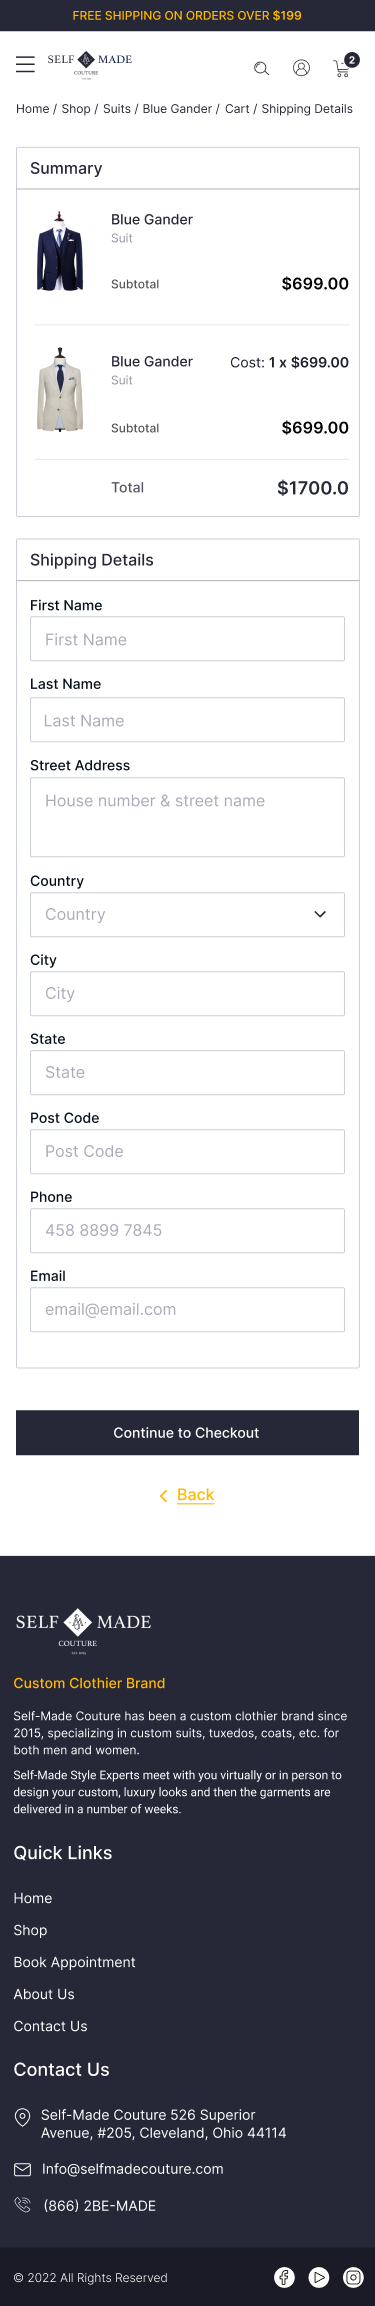 FREE SHIPPING ON ORDERS OVER $199
SELF MADE
COUTURE
2
Home / Shop / Suits / Blue Gander / Cart / Shipping Details
Summary
Blue Gander
Suit
Subtotal $699.00
Blue Gander Cost: 1 x $699.00
Suit
Subtotal $699.00
Total $1700.0
Shipping Details
First Name
First Name
Last Name
Last Name
Street Address
House number & street name
Country
Country
City
City
State
State
Post Code
Post Code
Phone
458 8899 7845
Email
email@email.com
Continue to Checkout
Back
SELF MADE
COUTURE
Custom Clothier Brand
Self-Made Couture has been a custom clothier brand since
2015, specializing in custom suits, tuxedos, coats, etc. for
both men and women.
Self-Made Style Experts meet with you virtually or in person to
design your custom, luxury looks and then the garments are
delivered in a number of weeks.
Quick Links
Home
Shop
Book Appointment
About Us
Contact Us
Contact Us
Self-Made Couture 526 Superior
Avenue, #205, Cleveland, Ohio 44114
Info@selfmadecouture.com
(866) 2BE-MADE
© 2022 All Rights Reserved